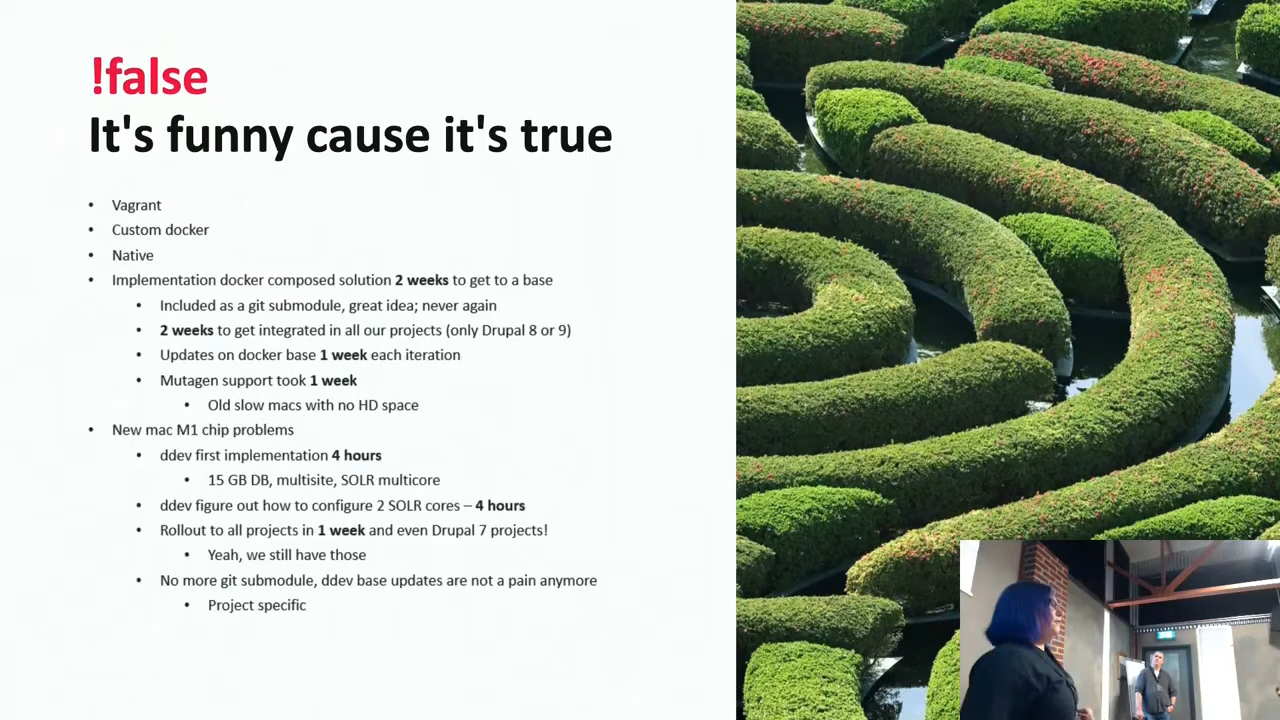 !false
It's funny cause it's true
• Vagrant
• Custom docker
• Native
• Implementation docker composed solution 2 weeks to get to a base
• Included as a git submodule, great idea; never again
• 2 weeks to get integrated in all our projects (only Drupal 8 or 9)
• Updates on docker base 1 week each iteration
• Mutagen support took 1 week
• Old slow macs with no HD space
• New mac M1 chip problems
• ddev first implementation 4 hours
• 15 GB DB, multisite, SOLR multicore
• ddev figure out how to configure 2 SOLR cores – 4 hours
• Rollout to all projects in 1 week and even Drupal 7 projects!
• Yeah, we still have those
• No more git submodule, ddev base updates are not a pain anymore
• Project specific